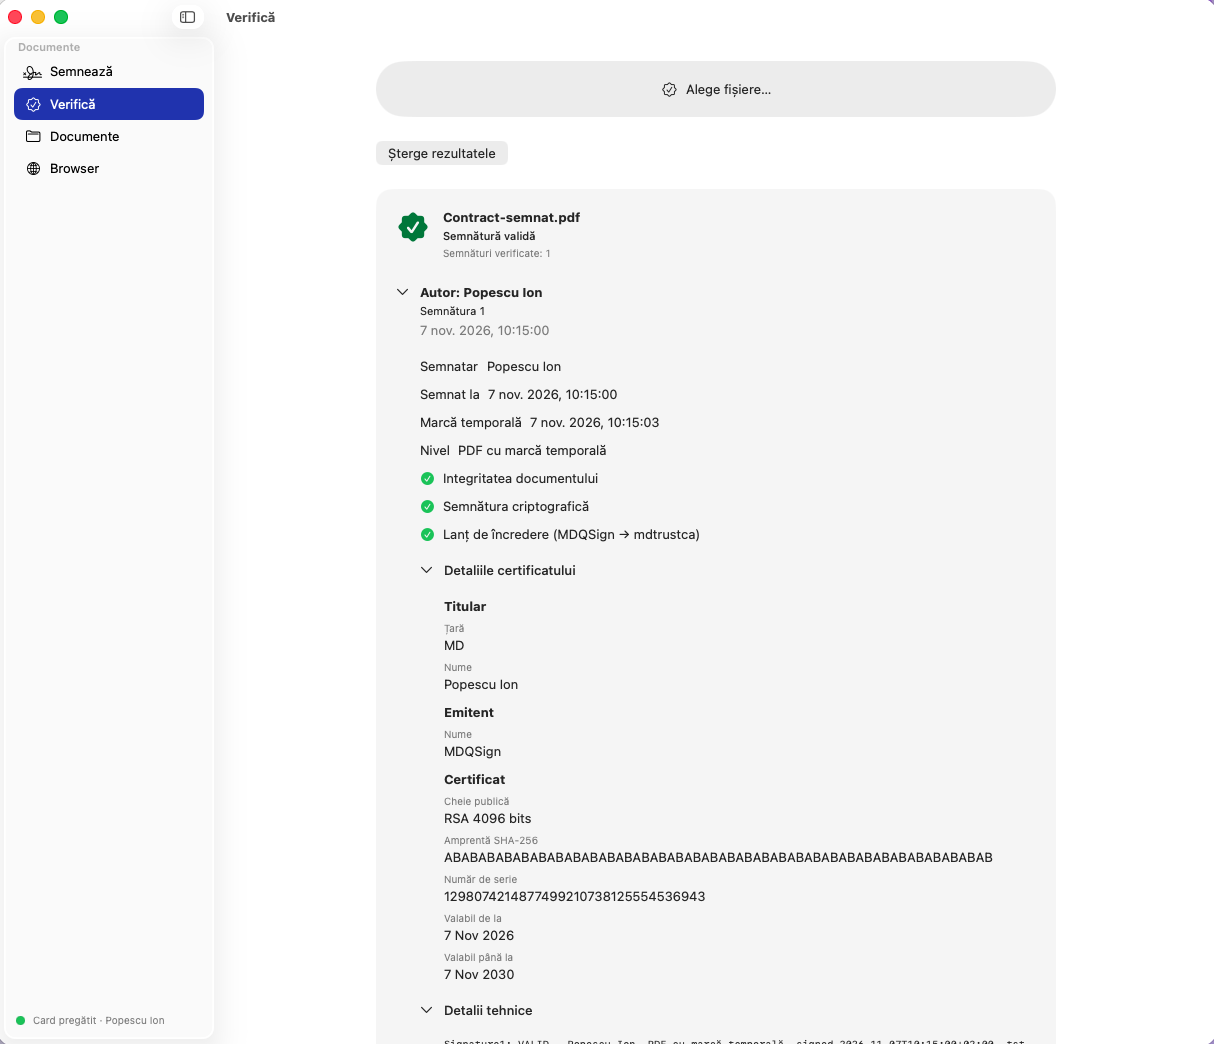 Verifică
Documente
Semnează
Verifică
Documente
Browser
Alege fișiere...
Șterge rezultatele
Contract-semnat.pdf
Semnătură validă
Semnături verificate: 1
Autor: Popescu Ion
Semnătura 1
7 nov. 2026, 10:15:00
Semnatar Popescu Ion
Semnat la 7 nov. 2026, 10:15:00
Marcă temporală 7 nov. 2026, 10:15:03
Nivel PDF cu marcă temporală
Integritatea documentului
Semnătura criptografică
Lanț de încredere (MDQSign → mdtrustca)
Detaliile certificatului
Titular
Țară
MD
Nume
Popescu Ion
Emitent
Nume
MDQSign
Certificat
Cheie publică
RSA 4096 bits
Amprentă SHA-256
ABABABABABABABABABABABABABABABABABABABABABABABABABABABABABABABAB
Număr de serie
129807421487749921073812555453694​3
Valabil de la
7 Nov 2026
Valabil până la
7 Nov 2030
Detalii tehnice
Card pregătit · Popescu Ion